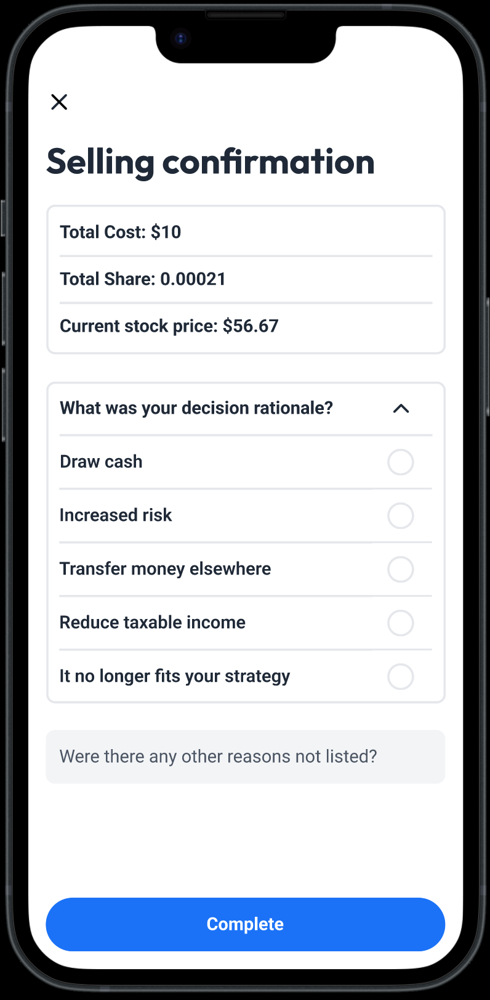 Selling confirmation
Total Cost: $10
Total Share: 0.00021
Current stock price: $56.67
What was your decision rationale?
Draw cash
Increased risk
Transfer money elsewhere
Reduce taxable income
It no longer fits your strategy
Were there any other reasons not listed?
Complete